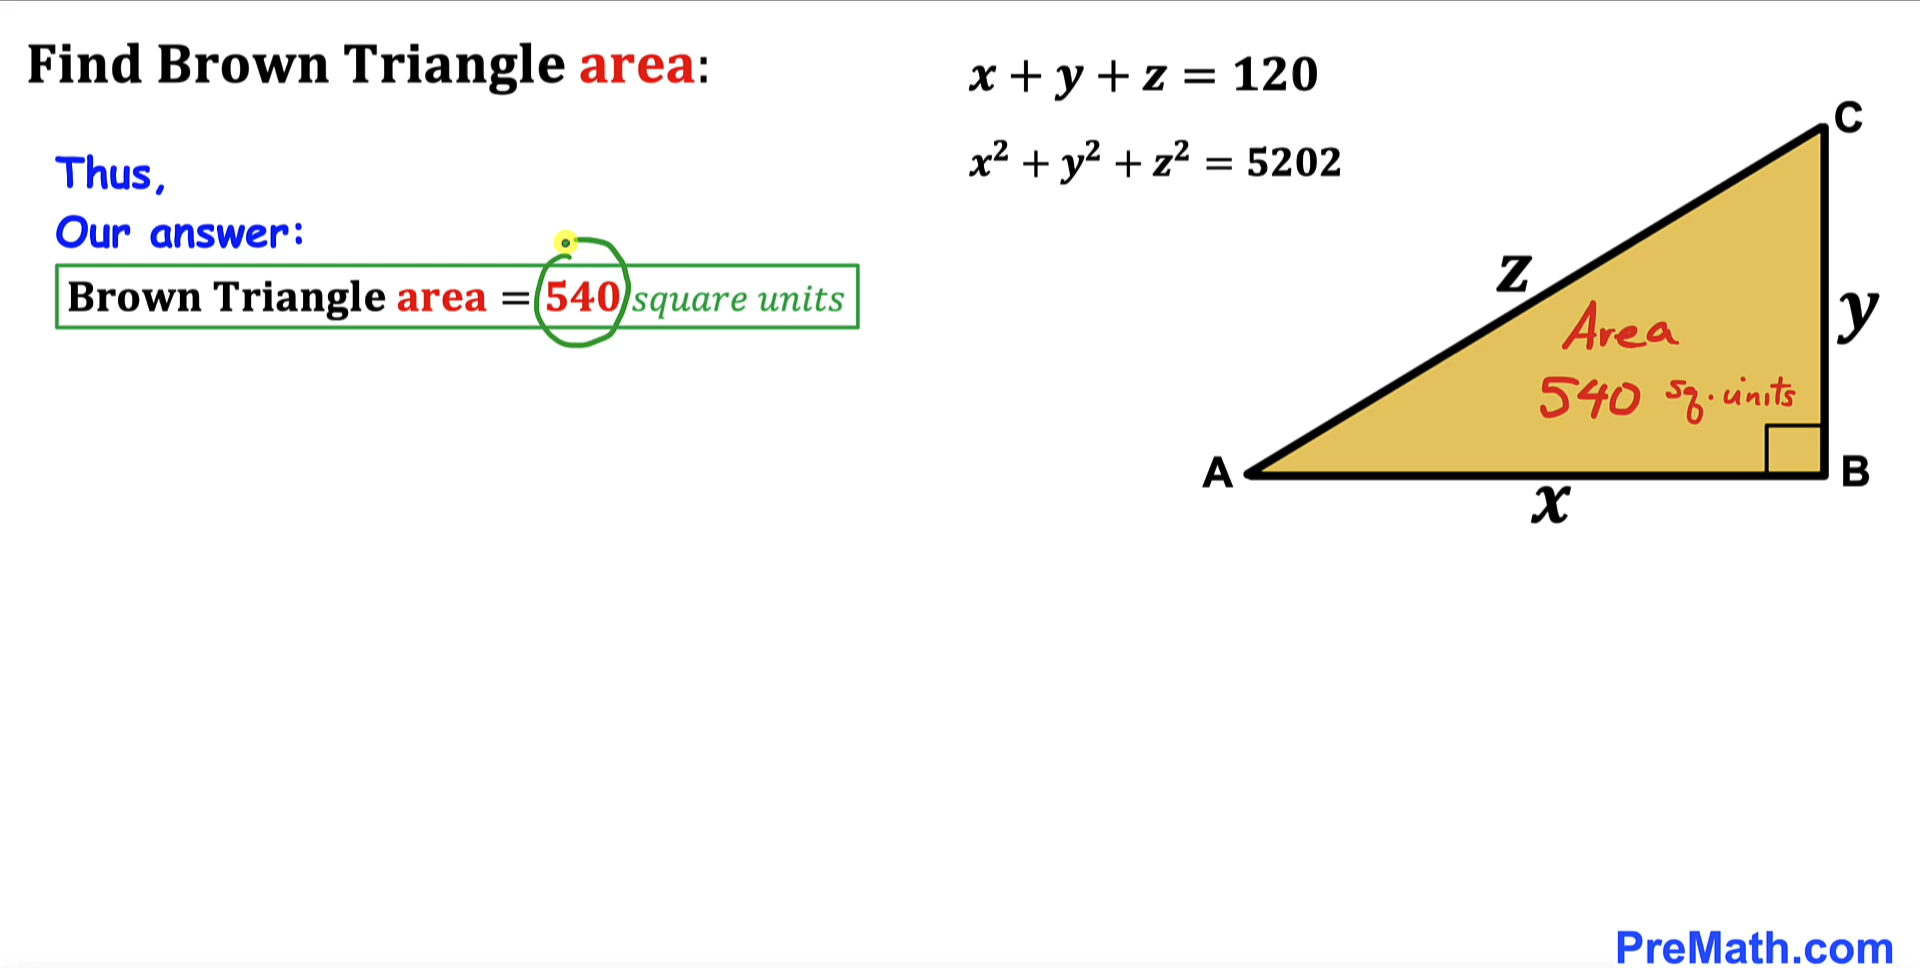 Find Brown Triangle area:
x + y + z = 120
x² + y² + z² = 5202
Thus,
Our answer:
Brown Triangle area = 540 square units
C
z
y
Area
540 sq. units
A
B
x
PreMath.com